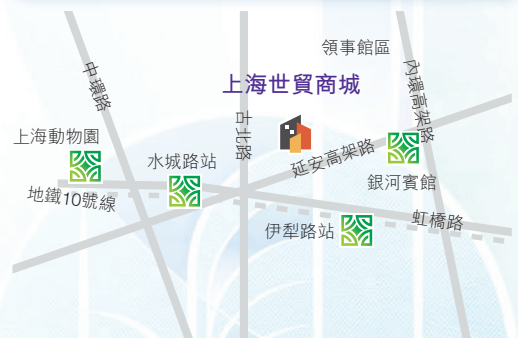 領事館區
中環路
內環高架路
上海世貿商城
上海動物園
古北路
水城路站
延安高架路
銀河賓館
地鐵10號線
虹橋路
伊犁路站